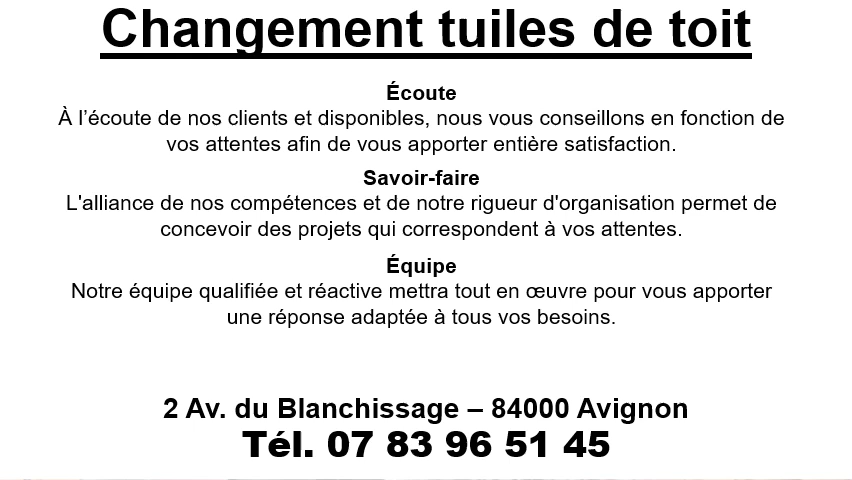 Changement tuiles de toit
Écoute
À l’écoute de nos clients et disponibles, nous vous conseillons en fonction de
vos attentes afin de vous apporter entière satisfaction.
Savoir-faire
L'alliance de nos compétences et de notre rigueur d'organisation permet de
concevoir des projets qui correspondent à vos attentes.
Équipe
Notre équipe qualifiée et réactive mettra tout en œuvre pour vous apporter
une réponse adaptée à tous vos besoins.
2 Av. du Blanchissage – 84000 Avignon
Tél. 07 83 96 51 45